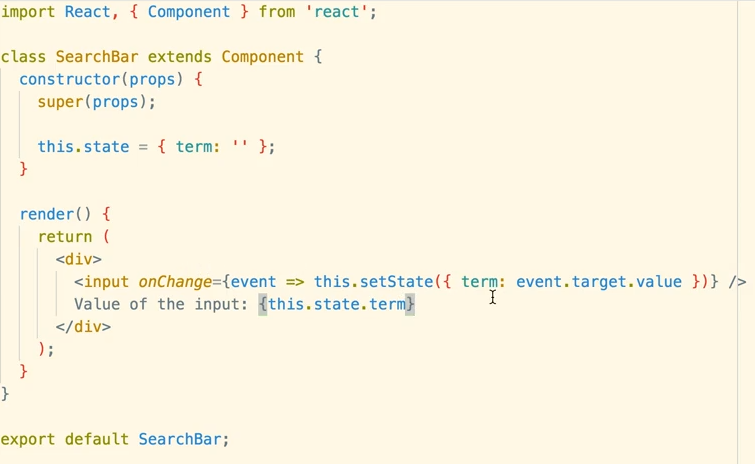 import React, { Component } from 'react';
class SearchBar extends Component {
constructor(props) {
super(props);
this.state = { term: '' };
}
render() {
return (
<div>
<input onChange={event => this.setState({ term: event.target.value })} />
Value of the input: {this.state.term}
</div>
);
}
}
export default SearchBar;